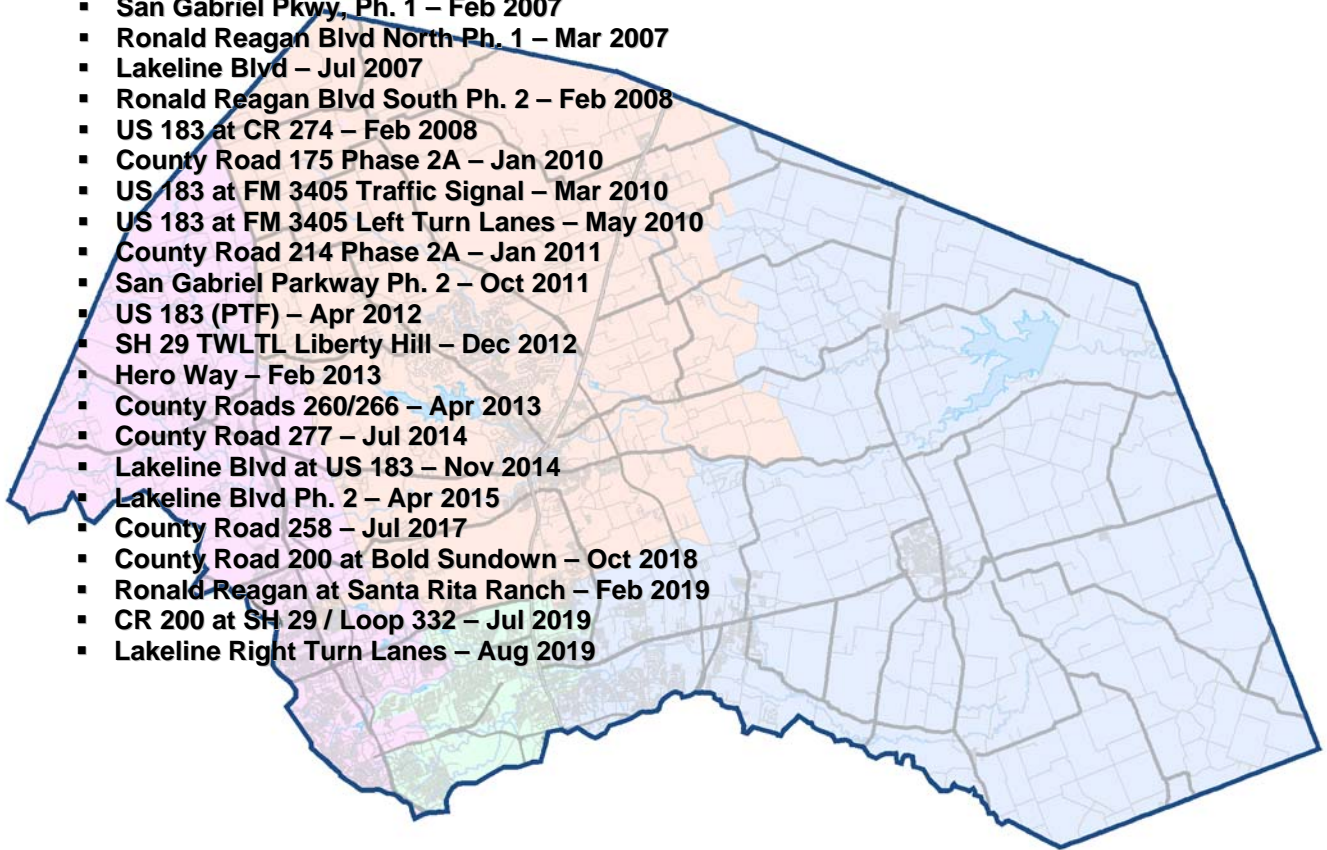 ▪ San Gabriel Pkwy, Ph. 1 – Feb 2007
▪ Ronald Reagan Blvd North Ph. 1 – Mar 2007
▪ Lakeline Blvd – Jul 2007
▪ Ronald Reagan Blvd South Ph. 2 – Feb 2008
▪ US 183 at CR 274 – Feb 2008
▪ County Road 175 Phase 2A – Jan 2010
▪ US 183 at FM 3405 Traffic Signal – Mar 2010
▪ US 183 at FM 3405 Left Turn Lanes – May 2010
▪ County Road 214 Phase 2A – Jan 2011
▪ San Gabriel Parkway Ph. 2 – Oct 2011
▪ US 183 (PTF) – Apr 2012
▪ SH 29 TWLTL Liberty Hill – Dec 2012
▪ Hero Way – Feb 2013
▪ County Roads 260/266 – Apr 2013
▪ County Road 277 – Jul 2014
▪ Lakeline Blvd at US 183 – Nov 2014
▪ Lakeline Blvd Ph. 2 – Apr 2015
▪ County Road 258 – Jul 2017
▪ County Road 200 at Bold Sundown – Oct 2018
▪ Ronald Reagan at Santa Rita Ranch – Feb 2019
▪ CR 200 at SH 29 / Loop 332 – Jul 2019
▪ Lakeline Right Turn Lanes – Aug 2019